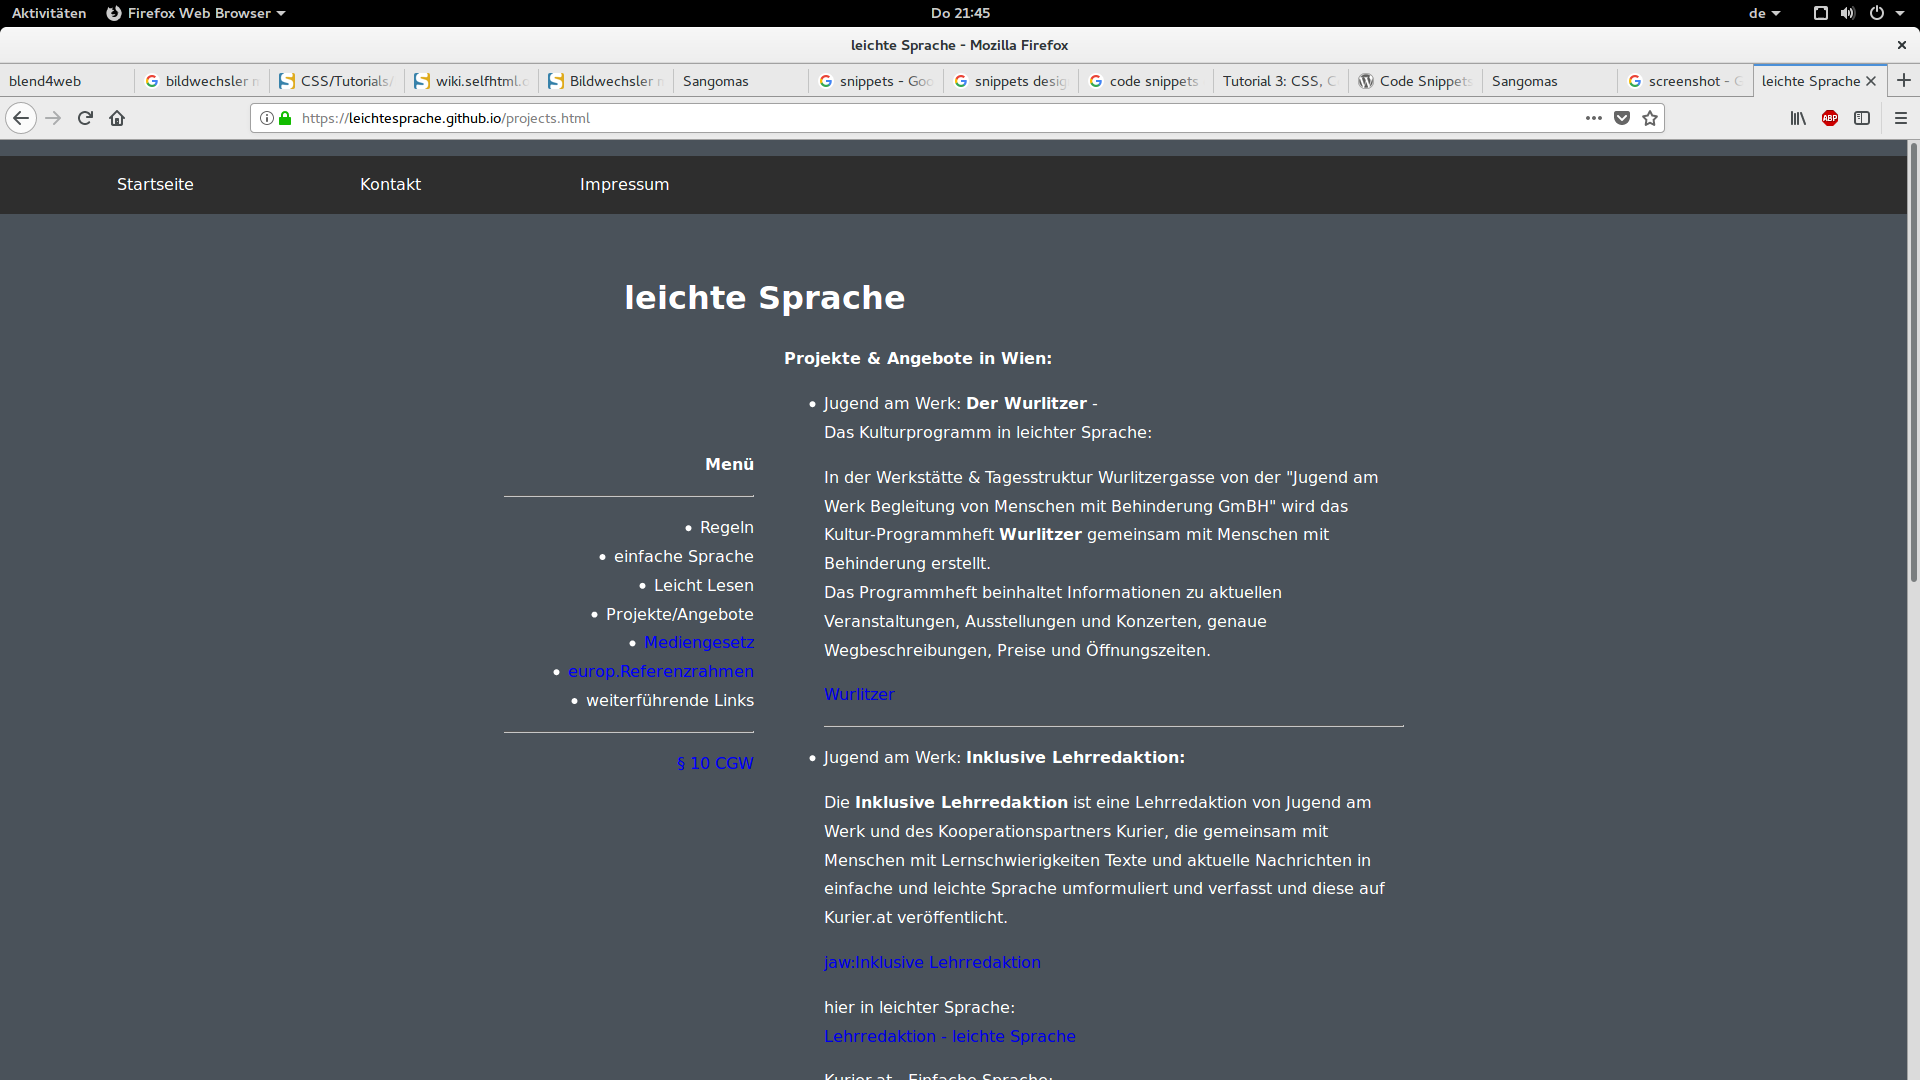 Aktivitäten Firefox Web Browser Do 21:45 de
leichte Sprache - Mozilla Firefox
blend4web bildwechsler n CSS/Tutorials/ wiki.selfhtml.o Bildwechsler n Sangomas snippets - Goo snippets desig code snippets Tutorial 3: CSS, C Code Snippets Sangomas screenshot - G leichte Sprache
https://leichtesprache.github.io/projects.html ABP
Startseite Kontakt Impressum
leichte Sprache
Menü
• Regeln
• einfache Sprache
• Leicht Lesen
• Projekte/Angebote
• Mediengesetz
• europ.Referenzrahmen
• weiterführende Links
§ 10 CGW
Projekte & Angebote in Wien:
• Jugend am Werk: Der Wurlitzer -
Das Kulturprogramm in leichter Sprache:
In der Werkstätte & Tagesstruktur Wurlitzergasse von der "Jugend am
Werk Begleitung von Menschen mit Behinderung GmBH" wird das
Kultur-Programmheft Wurlitzer gemeinsam mit Menschen mit
Behinderung erstellt.
Das Programmheft beinhaltet Informationen zu aktuellen
Veranstaltungen, Ausstellungen und Konzerten, genaue
Wegbeschreibungen, Preise und Öffnungszeiten.
Wurlitzer
• Jugend am Werk: Inklusive Lehrredaktion:
Die Inklusive Lehrredaktion ist eine Lehrredaktion von Jugend am
Werk und des Kooperationspartners Kurier, die gemeinsam mit
Menschen mit Lernschwierigkeiten Texte und aktuelle Nachrichten in
einfache und leichte Sprache umformuliert und verfasst und diese auf
Kurier.at veröffentlicht.
jaw:Inklusive Lehrredaktion
hier in leichter Sprache:
Lehrredaktion - leichte Sprache
Kurier.at - Einfache Sprache: